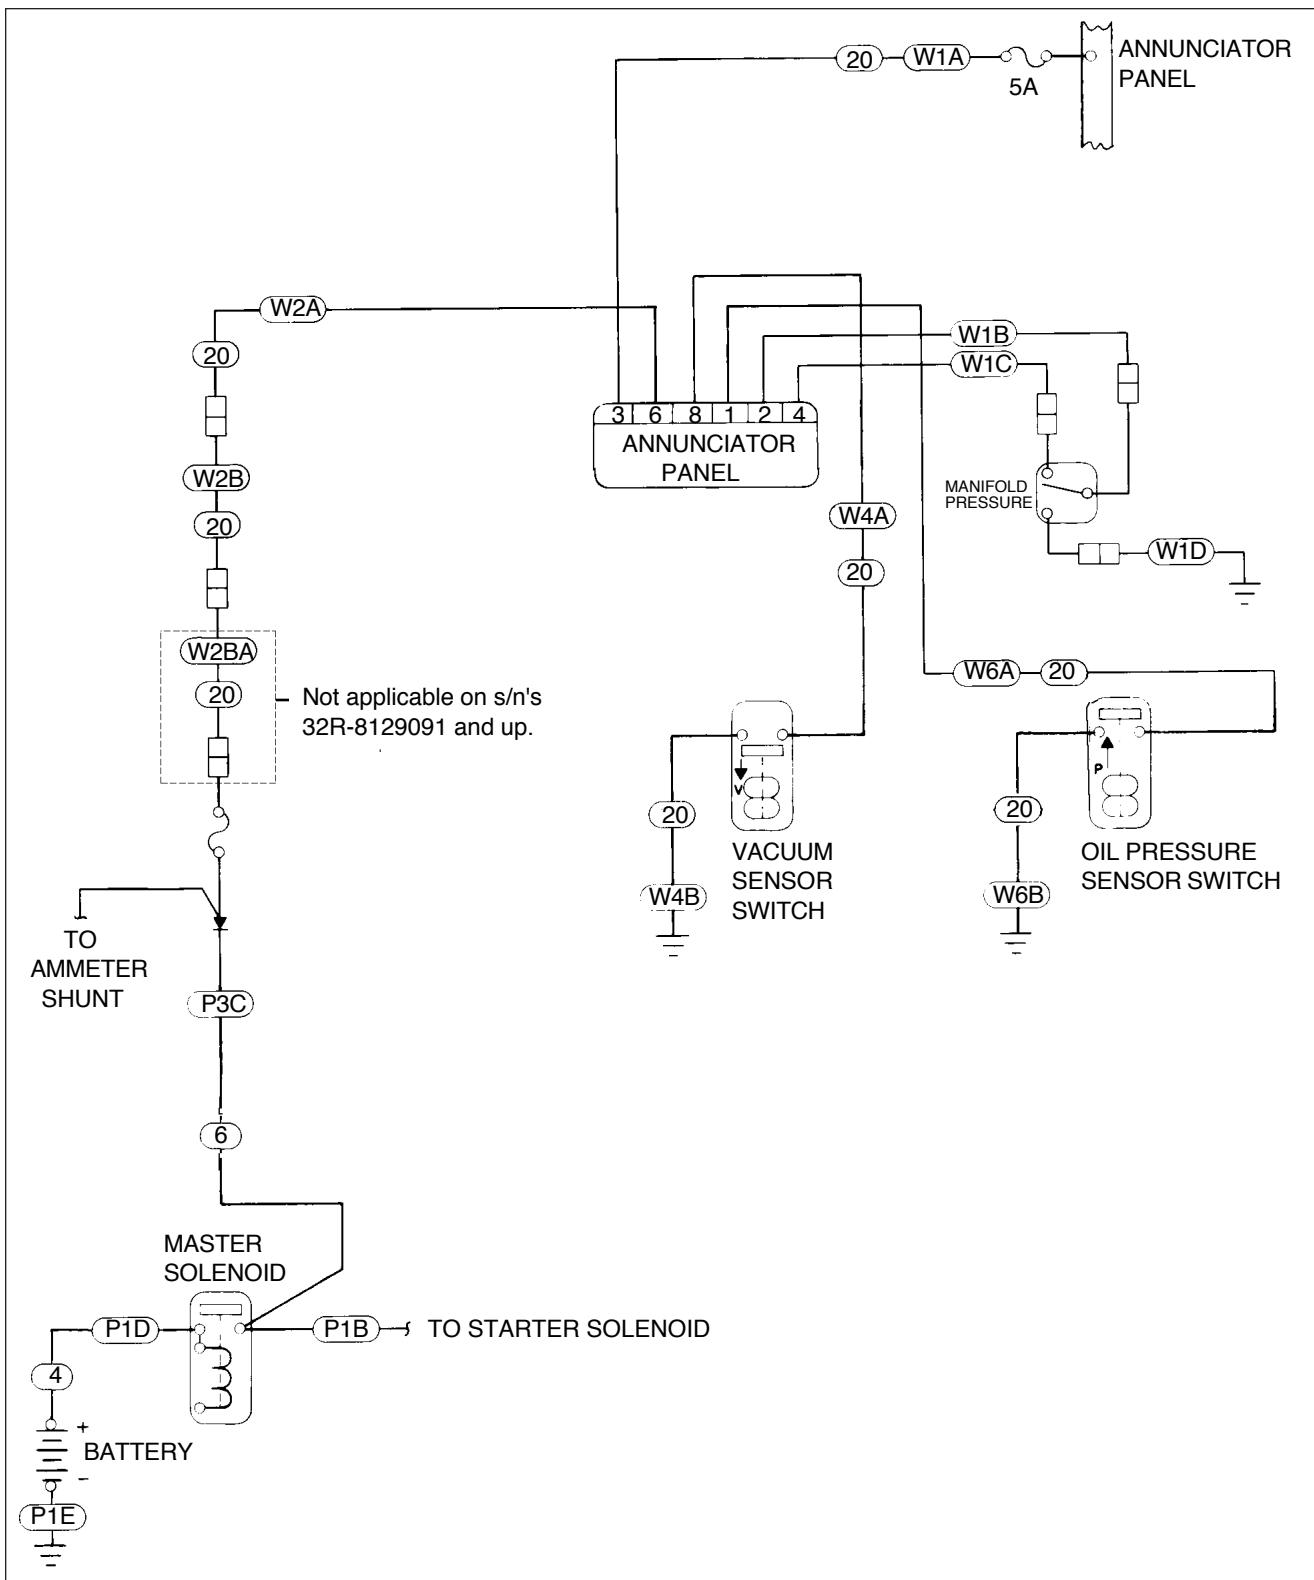 20 W1A
5A
ANNUNCIATOR
PANEL
W2A
20
W1B
W1C
3 6 8 1 2 4
ANNUNCIATOR
PANEL
W2B
20
MANIFOLD
PRESSURE
W4A
20
W1D
W2BA
20
Not applicable on s/n's
32R-8129091 and up.
W6A 20
V
P
20
W4B
VACUUM
SENSOR
SWITCH
20
W6B
OIL PRESSURE
SENSOR SWITCH
TO
AMMETER
SHUNT
P3C
6
MASTER
SOLENOID
P1D
P1B
TO STARTER SOLENOID
4
+
BATTERY
-
P1E